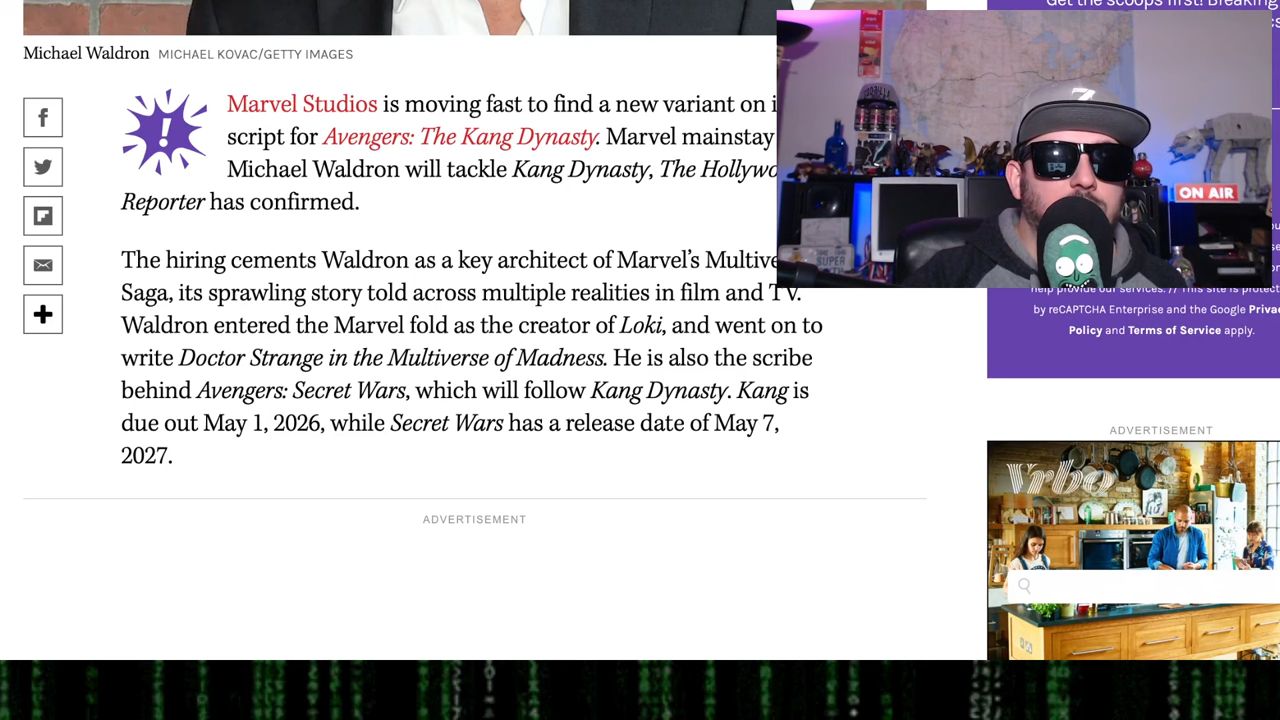 Get the scoops first! Breaking
Michael Waldron MICHAEL KOVAC/GETTY IMAGES
Marvel Studios is moving fast to find a new variant on
script for Avengers: The Kang Dynasty. Marvel mainstay
Michael Waldron will tackle Kang Dynasty, The
Reporter has confirmed.
The hiring cements Waldron as a key architect of Marvel’s
Saga, its sprawling story told across multiple realities in film and TV.
Waldron entered the Marvel fold as the creator of Loki, and went on to
write Doctor Strange in the Multiverse of Madness. He is also the scribe
behind Avengers: Secret Wars, which will follow Kang Dynasty. Kang is
due out May 1, 2026, while Secret Wars has a release date of May 7,
2027.
ADVERTISEMENT
ON AIR
SUPER
help provide our services. // This site is
by reCAPTCHA Enterprise and the Google
Policy and Terms of Service apply.
ADVERTISEMENT
Vrbo